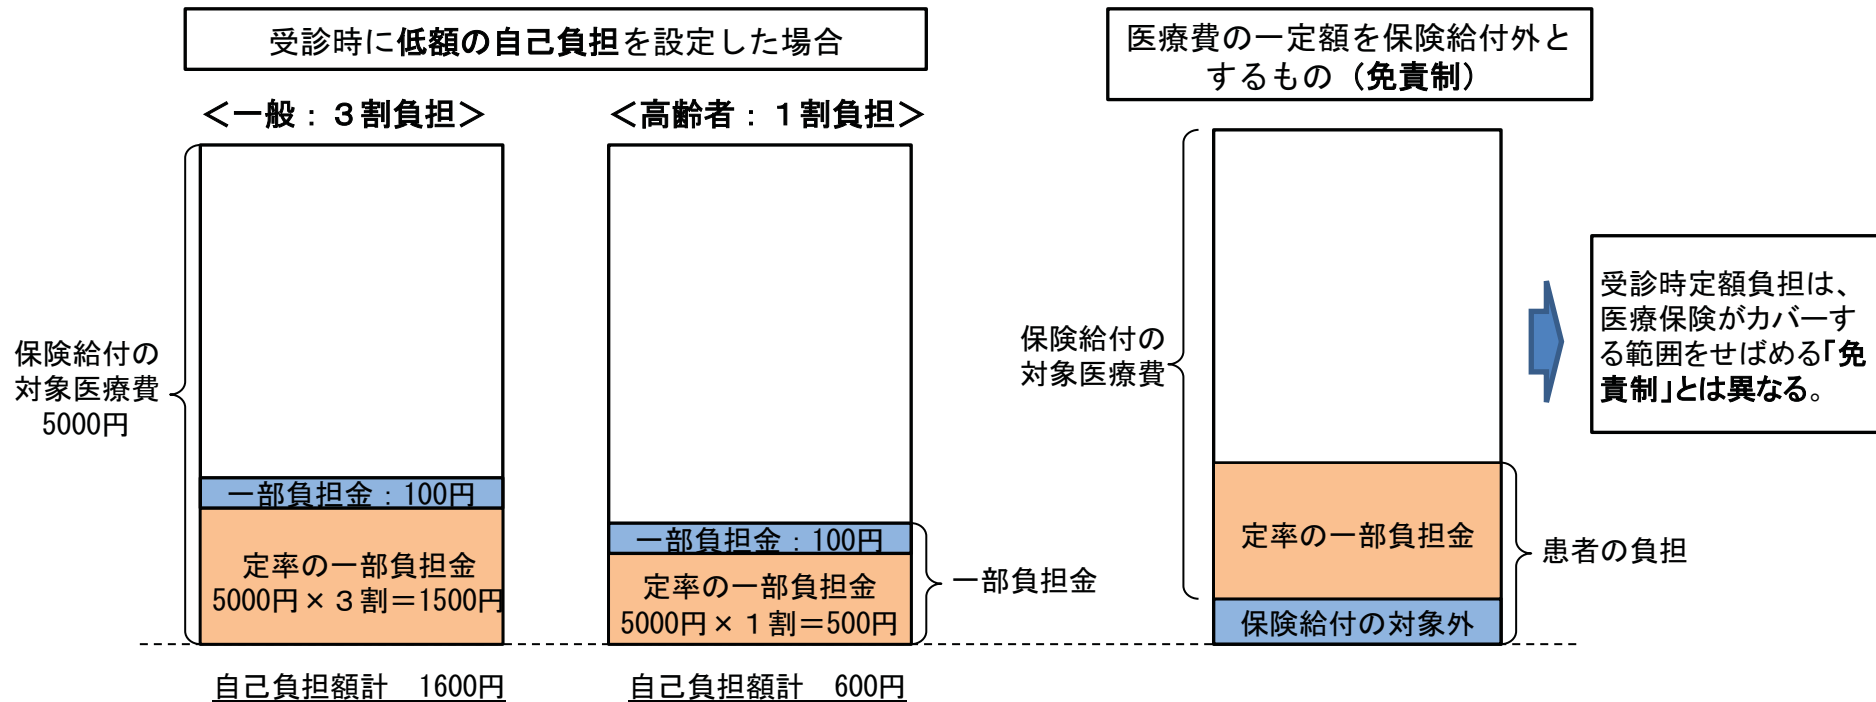 受診時に低額の自己負担を設定した場合
＜一般：３割負担＞
＜高齢者：１割負担＞
保険給付の
対象医療費
5000円
一部負担金：100円
定率の一部負担金
5000円×３割＝1500円
自己負担額計　1600円
一部負担金：100円
定率の一部負担金
5000円×１割＝500円
一部負担金
自己負担額計　600円
医療費の一定額を保険給付外と
するもの（免責制）
保険給付の
対象医療費
定率の一部負担金
保険給付の対象外
患者の負担
受診時定額負担は、
医療保険がカバーす
る範囲をせばめる「免
責制」とは異なる。